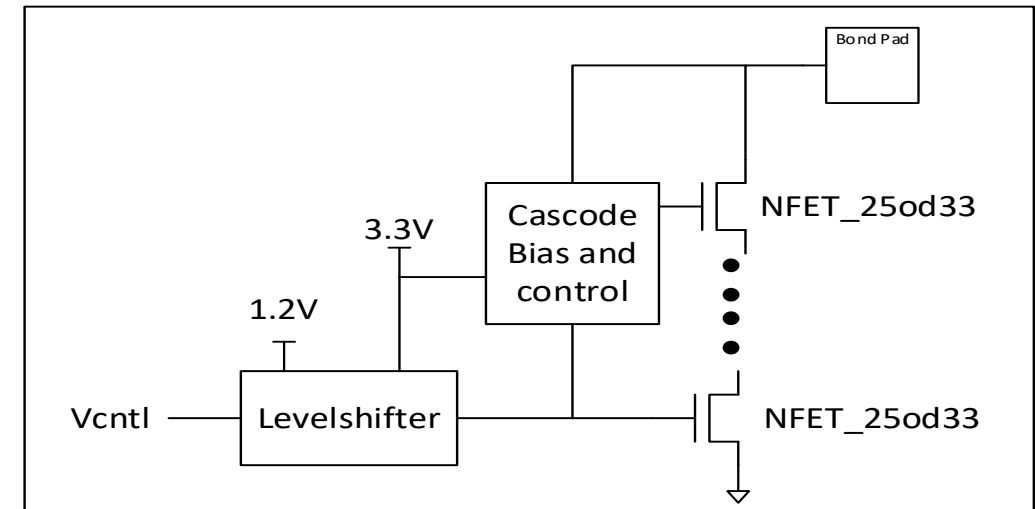 Bond Pad
NFET_25od33
Cascode
Bias and
control
3.3V
1.2V
Vcntl
Levelshifter
NFET_25od33